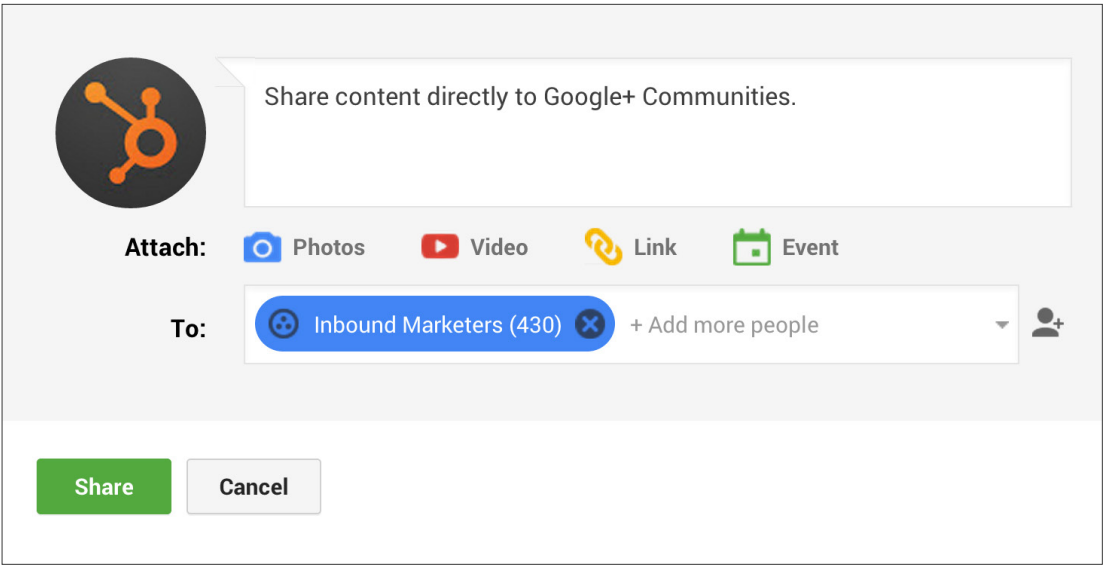 Share content directly to Google+ Communities.
Attach: Photos Video Link Event
To: Inbound Marketers (430) + Add more people
Share Cancel